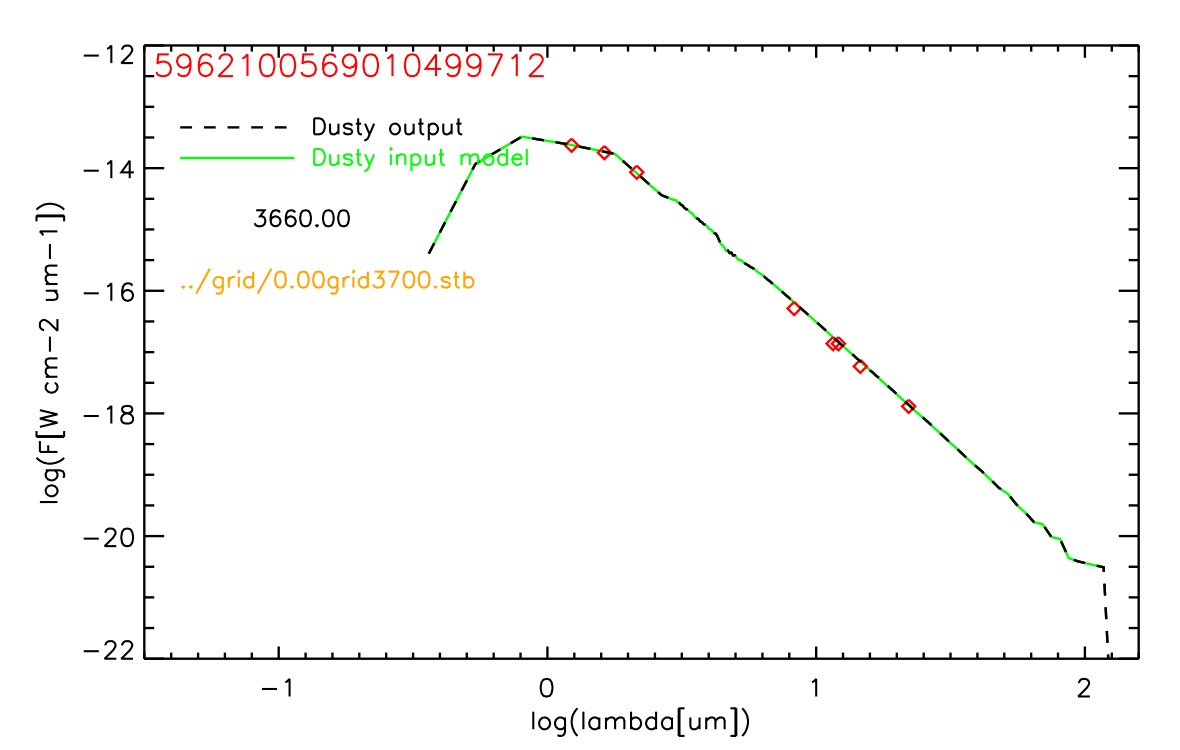 5962100569010499712
Dusty output
Dusty input model
3660.00
../grid/0.00grid3700.stb
log(F[W cm-2 um-1])
-12
-14
-16
-18
-20
-22
-1
0
1
2
log(lambda[um])